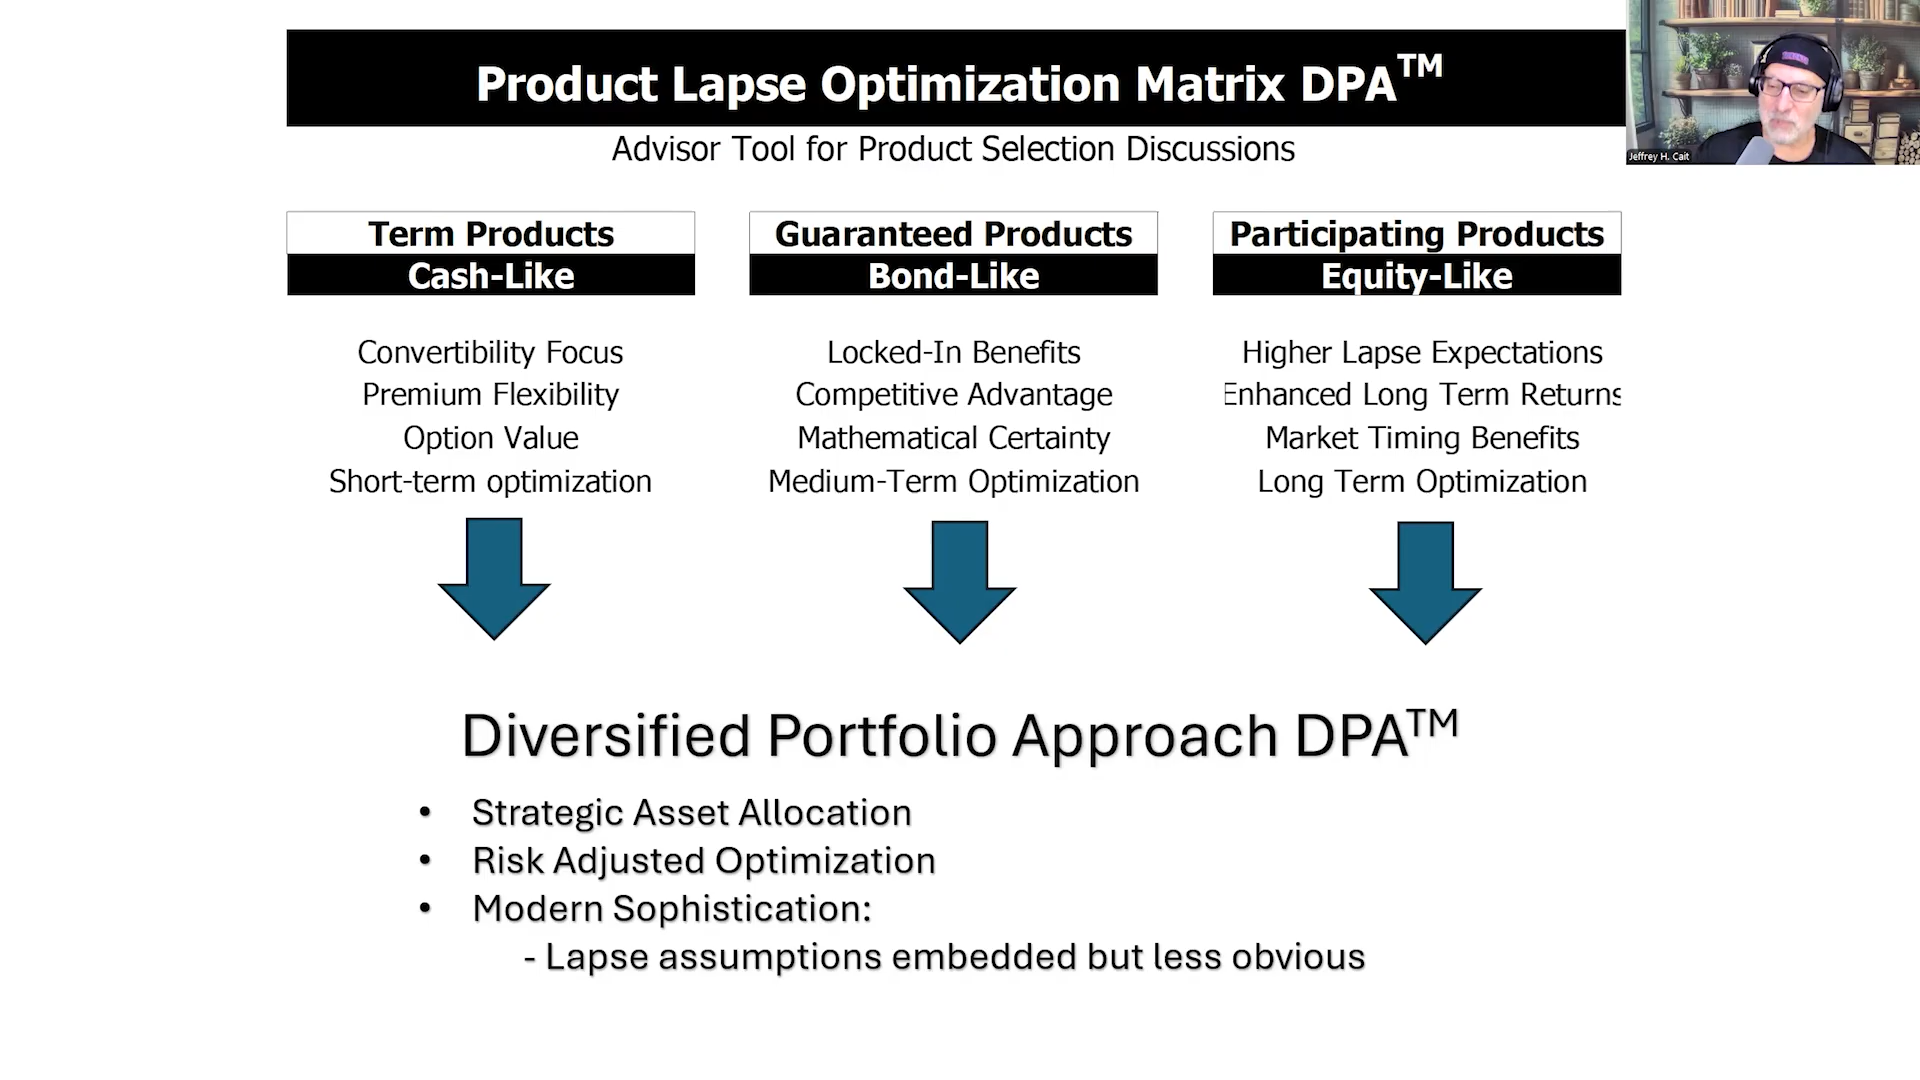 Product Lapse Optimization Matrix DPA™
Advisor Tool for Product Selection Discussions
Jeffrey H. Cait
Term Products
Cash-Like
Convertibility Focus
Premium Flexibility
Option Value
Short-term optimization
Guaranteed Products
Bond-Like
Locked-In Benefits
Competitive Advantage
Mathematical Certainty
Medium-Term Optimization
Participating Products
Equity-Like
Higher Lapse Expectations
Enhanced Long Term Returns
Market Timing Benefits
Long Term Optimization
Diversified Portfolio Approach DPA™
• Strategic Asset Allocation
• Risk Adjusted Optimization
• Modern Sophistication:
- Lapse assumptions embedded but less obvious